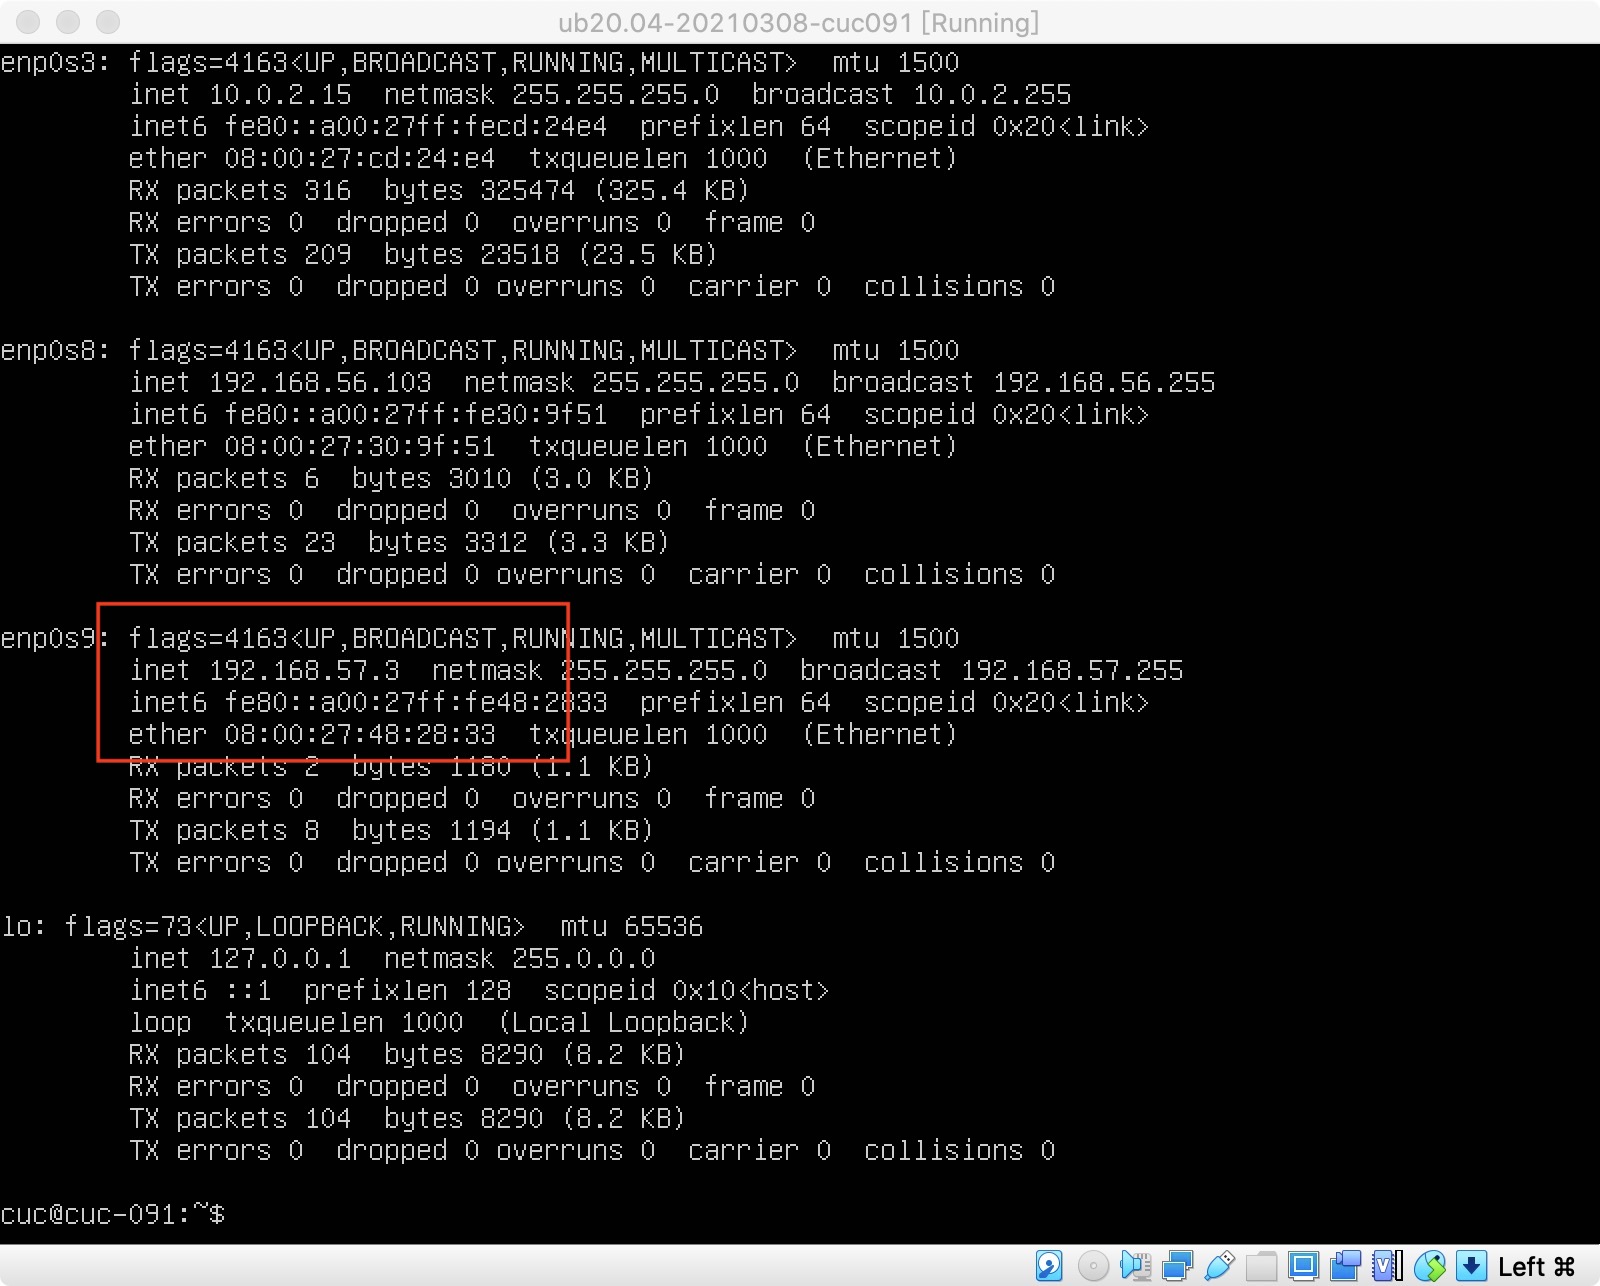 ub20.04-20210308-cuc091 [Running]
enp0s3: flags=4163<UP,BROADCAST,RUNNING,MULTICAST>  mtu 1500
        inet 10.0.2.15  netmask 255.255.255.0  broadcast 10.0.2.255
        inet6 fe80::a00:27ff:fecd:24e4  prefixlen 64  scopeid 0x20<link>
        ether 08:00:27:cd:24:e4  txqueuelen 1000  (Ethernet)
        RX packets 316  bytes 325474 (325.4 KB)
        RX errors 0  dropped 0  overruns 0  frame 0
        TX packets 209  bytes 23518 (23.5 KB)
        TX errors 0  dropped 0 overruns 0  carrier 0  collisions 0

enp0s8: flags=4163<UP,BROADCAST,RUNNING,MULTICAST>  mtu 1500
        inet 192.168.56.103  netmask 255.255.255.0  broadcast 192.168.56.255
        inet6 fe80::a00:27ff:fe30:9f51  prefixlen 64  scopeid 0x20<link>
        ether 08:00:27:30:9f:51  txqueuelen 1000  (Ethernet)
        RX packets 6  bytes 3010 (3.0 KB)
        RX errors 0  dropped 0  overruns 0  frame 0
        TX packets 23  bytes 3312 (3.3 KB)
        TX errors 0  dropped 0 overruns 0  carrier 0  collisions 0

enp0s9: flags=4163<UP,BROADCAST,RUNNING,MULTICAST>  mtu 1500
        inet 192.168.57.3  netmask 255.255.255.0  broadcast 192.168.57.255
        inet6 fe80::a00:27ff:fe48:2833  prefixlen 64  scopeid 0x20<link>
        ether 08:00:27:48:28:33  txqueuelen 1000  (Ethernet)
        RX packets 2  bytes 1180 (1.1 KB)
        RX errors 0  dropped 0  overruns 0  frame 0
        TX packets 8  bytes 1194 (1.1 KB)
        TX errors 0  dropped 0 overruns 0  carrier 0  collisions 0

lo: flags=73<UP,LOOPBACK,RUNNING>  mtu 65536
        inet 127.0.0.1  netmask 255.0.0.0
        inet6 ::1  prefixlen 128  scopeid 0x10<host>
        loop  txqueuelen 1000  (Local Loopback)
        RX packets 104  bytes 8290 (8.2 KB)
        RX errors 0  dropped 0  overruns 0  frame 0
        TX packets 104  bytes 8290 (8.2 KB)
        TX errors 0  dropped 0 overruns 0  carrier 0  collisions 0

cuc@cuc-091:~$
Left ⌘